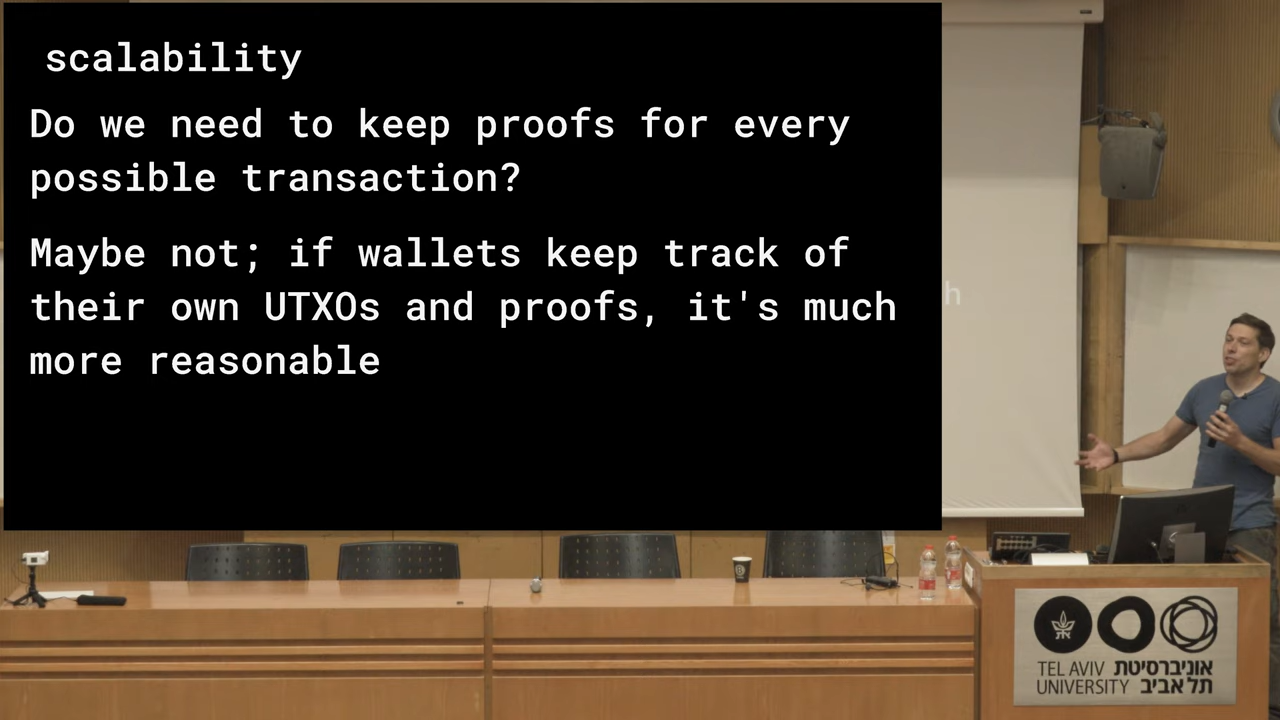 scalability
Do we need to keep proofs for every
possible transaction?
Maybe not; if wallets keep track of
their own UTXOs and proofs, it's much
more reasonable
h
TEL AVIV אוניברסיטת
UNIVERSITY תל אביב